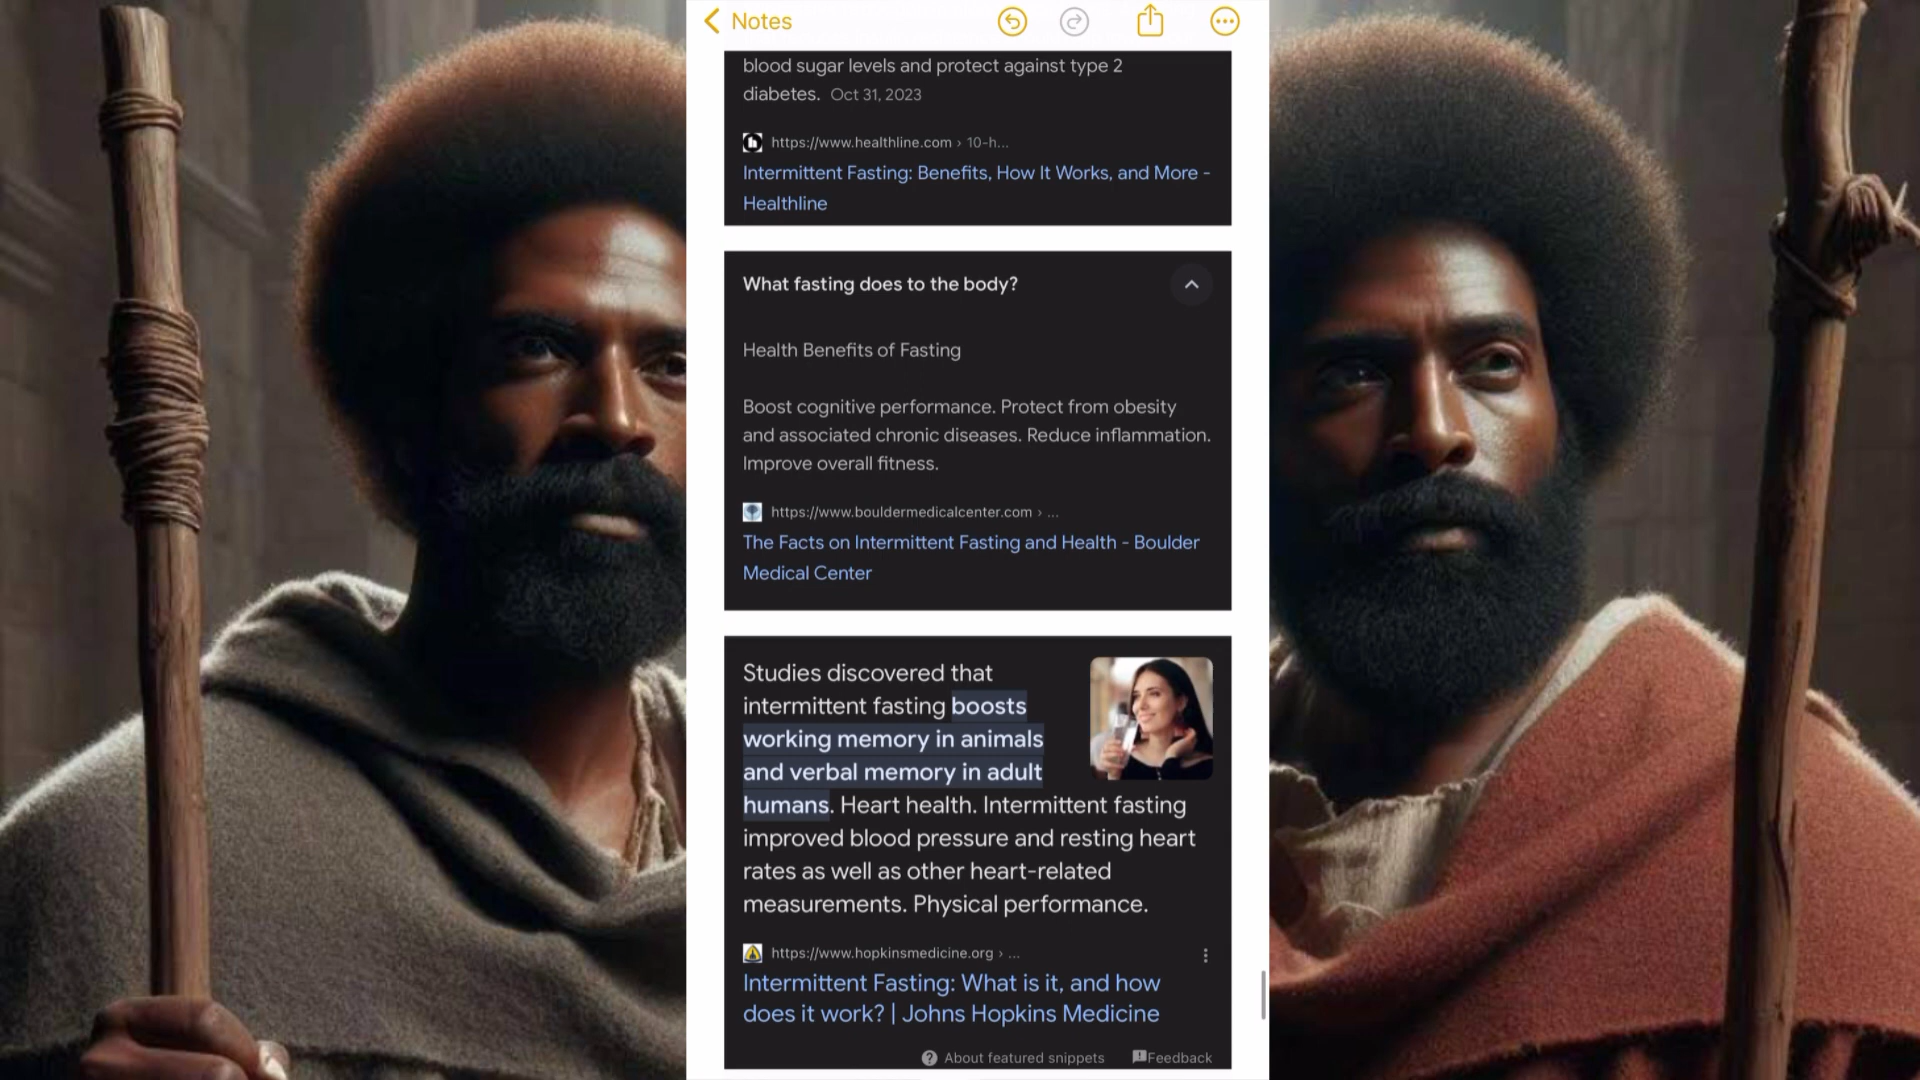 Notes
blood sugar levels and protect against type 2
diabetes. Oct 31, 2023
https://www.healthline.com › 10-h...
Intermittent Fasting: Benefits, How It Works, and More -
Healthline
What fasting does to the body?
Health Benefits of Fasting
Boost cognitive performance. Protect from obesity
and associated chronic diseases. Reduce inflammation.
Improve overall fitness.
https://www.bouldermedicalcenter.com › ...
The Facts on Intermittent Fasting and Health - Boulder
Medical Center
Studies discovered that
intermittent fasting boosts
working memory in animals
and verbal memory in adult
humans. Heart health. Intermittent fasting
improved blood pressure and resting heart
rates as well as other heart-related
measurements. Physical performance.
https://www.hopkinsmedicine.org › ...
Intermittent Fasting: What is it, and how
does it work? | Johns Hopkins Medicine
About featured snippets Feedback